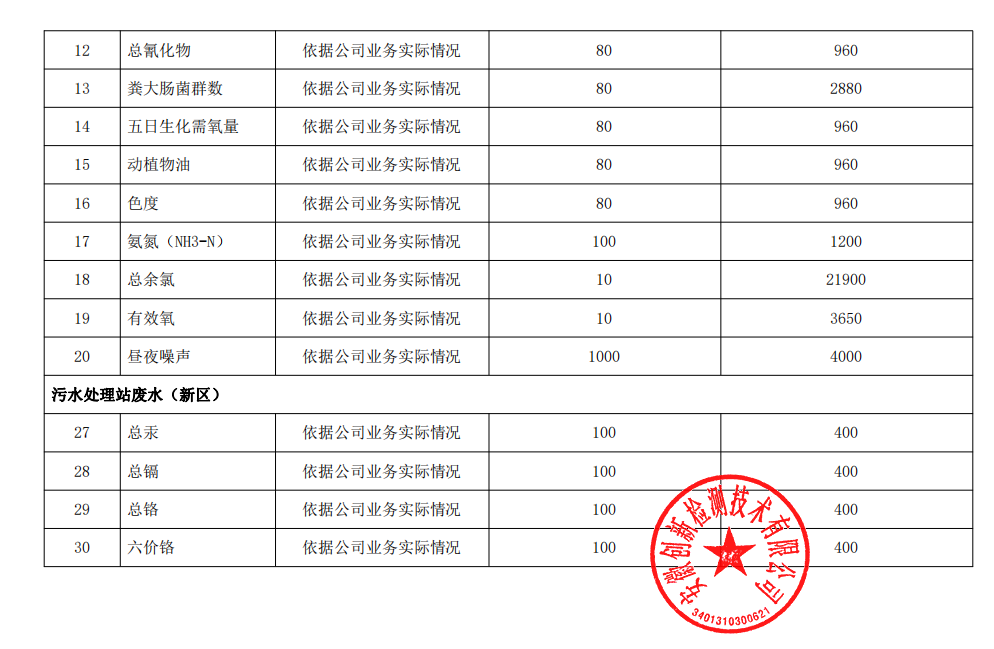 12 总氰化物 依据公司业务实际情况 80 960
13 粪大肠菌群数 依据公司业务实际情况 80 2880
14 五日生化需氧量 依据公司业务实际情况 80 960
15 动植物油 依据公司业务实际情况 80 960
16 色度 依据公司业务实际情况 80 960
17 氨氮（NH3-N） 依据公司业务实际情况 100 1200
18 总余氯 依据公司业务实际情况 10 21900
19 有效氧 依据公司业务实际情况 10 3650
20 昼夜噪声 依据公司业务实际情况 1000 4000
污水处理站废水（新区）
27 总汞 依据公司业务实际情况 100 400
28 总镉 依据公司业务实际情况 100 400
29 总铬 依据公司业务实际情况 100 400
30 六价铬 依据公司业务实际情况 100 400
安徽创新检测技术有限公司
3401310300621